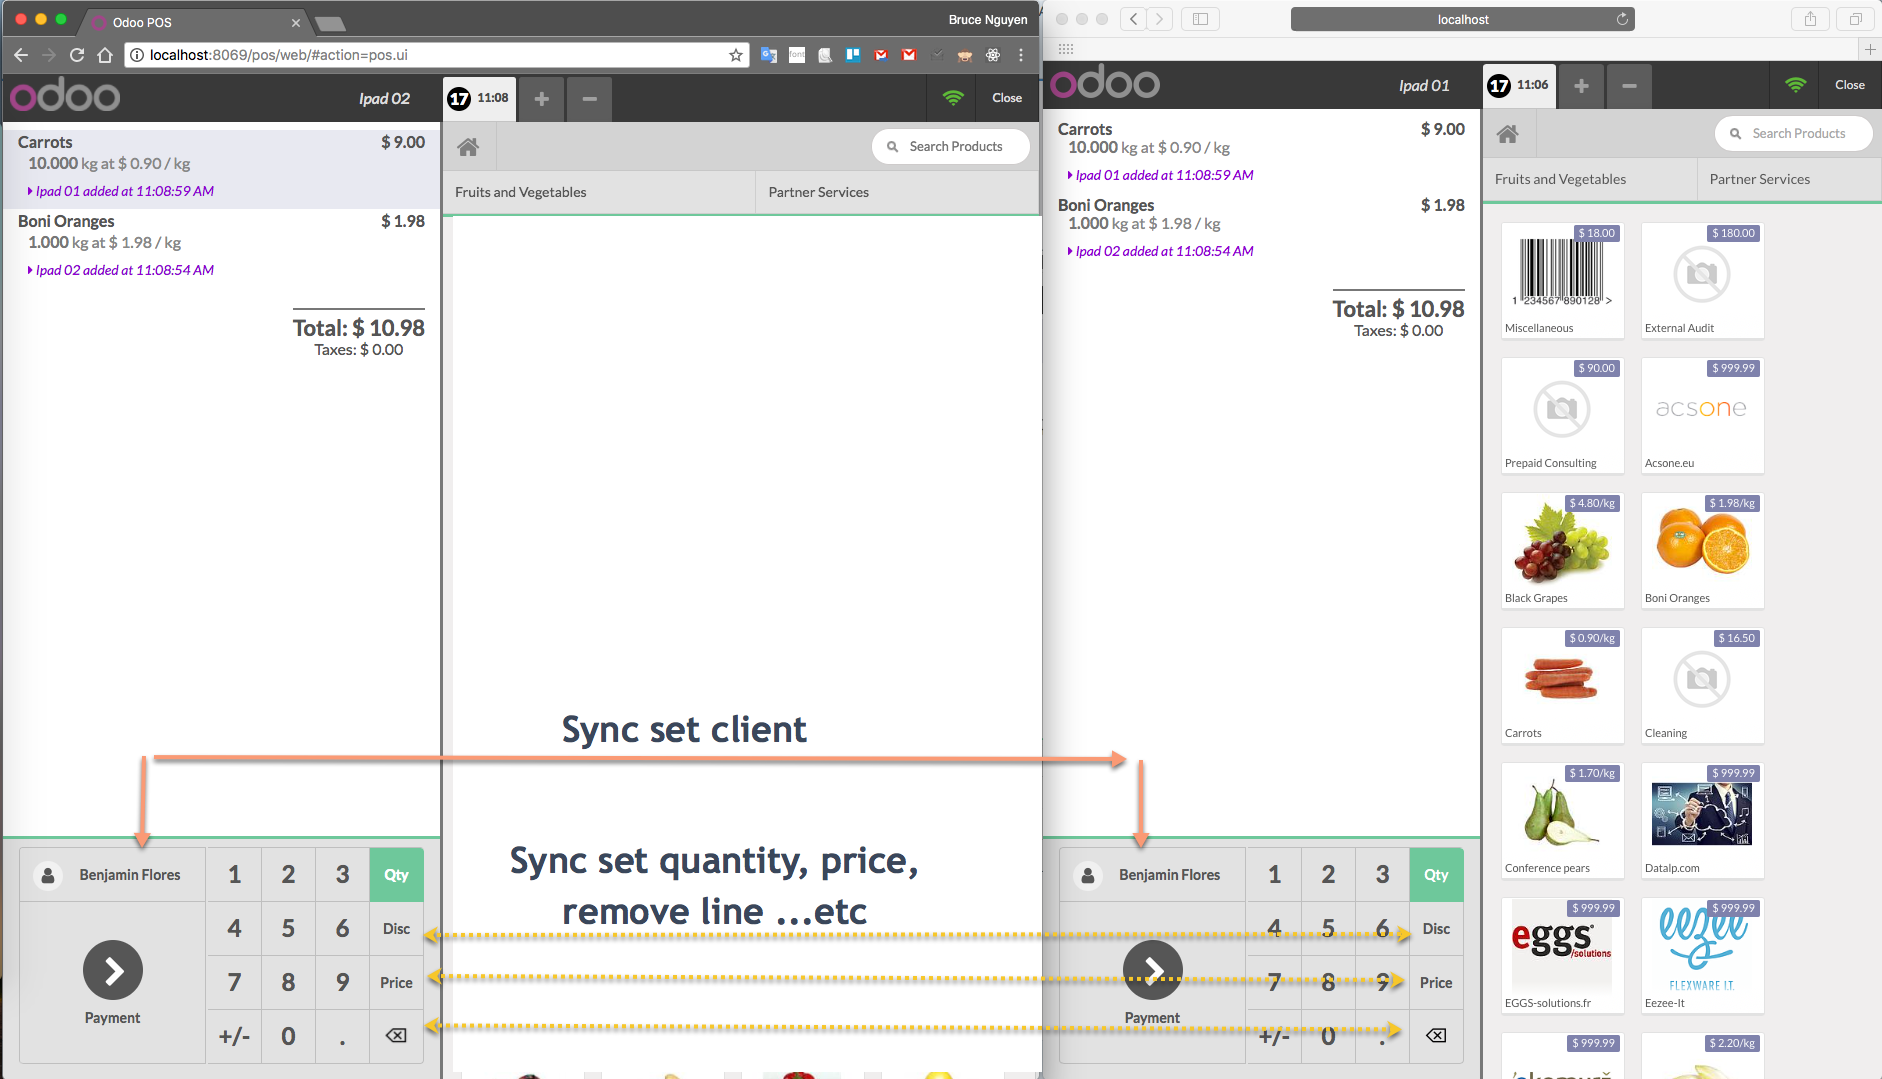 Odoo POS
Bruce Nguyen
localhost:8069/pos/web/#action=pos.ui
odoo
Ipad 02
17 11:08
Close
Carrots $ 9.00
10.000 kg at $ 0.90 / kg
Ipad 01 added at 11:08:59 AM
Boni Oranges $ 1.98
1.000 kg at $ 1.98 / kg
Ipad 02 added at 11:08:54 AM
Total: $ 10.98
Taxes: $ 0.00
Search Products
Fruits and Vegetables
Partner Services
Sync set client
Sync set quantity, price,
remove line ...etc
Benjamin Flores
1 2 3 Qty
4 5 6 Disc
7 8 9 Price
Payment
+/- 0 .
localhost
odoo
Ipad 01
17 11:06
Close
Carrots $ 9.00
10.000 kg at $ 0.90 / kg
Ipad 01 added at 11:08:59 AM
Boni Oranges $ 1.98
1.000 kg at $ 1.98 / kg
Ipad 02 added at 11:08:54 AM
Total: $ 10.98
Taxes: $ 0.00
Benjamin Flores
1 2 3 Qty
4 5 6 Disc
7 8 9 Price
Payment
+/- 0 .
Search Products
Fruits and Vegetables
Partner Services
$ 18.00
1 234567 890128 >
Miscellaneous
$ 180.00
External Audit
$ 90.00
Prepaid Consulting
$ 999.99
acsone
Acsone.eu
$ 4.80/kg
Black Grapes
$ 1.98/kg
Boni Oranges
$ 0.90/kg
Carrots
$ 16.50
Cleaning
$ 1.70/kg
Conference pears
$ 999.99
Datalp.com
$ 999.99
eggs
/solutions
EGGS-solutions.fr
$ 999.99
eezee
FLEXWARE I.T.
Eezee-It
$ 999.99
$ 2.20/kg